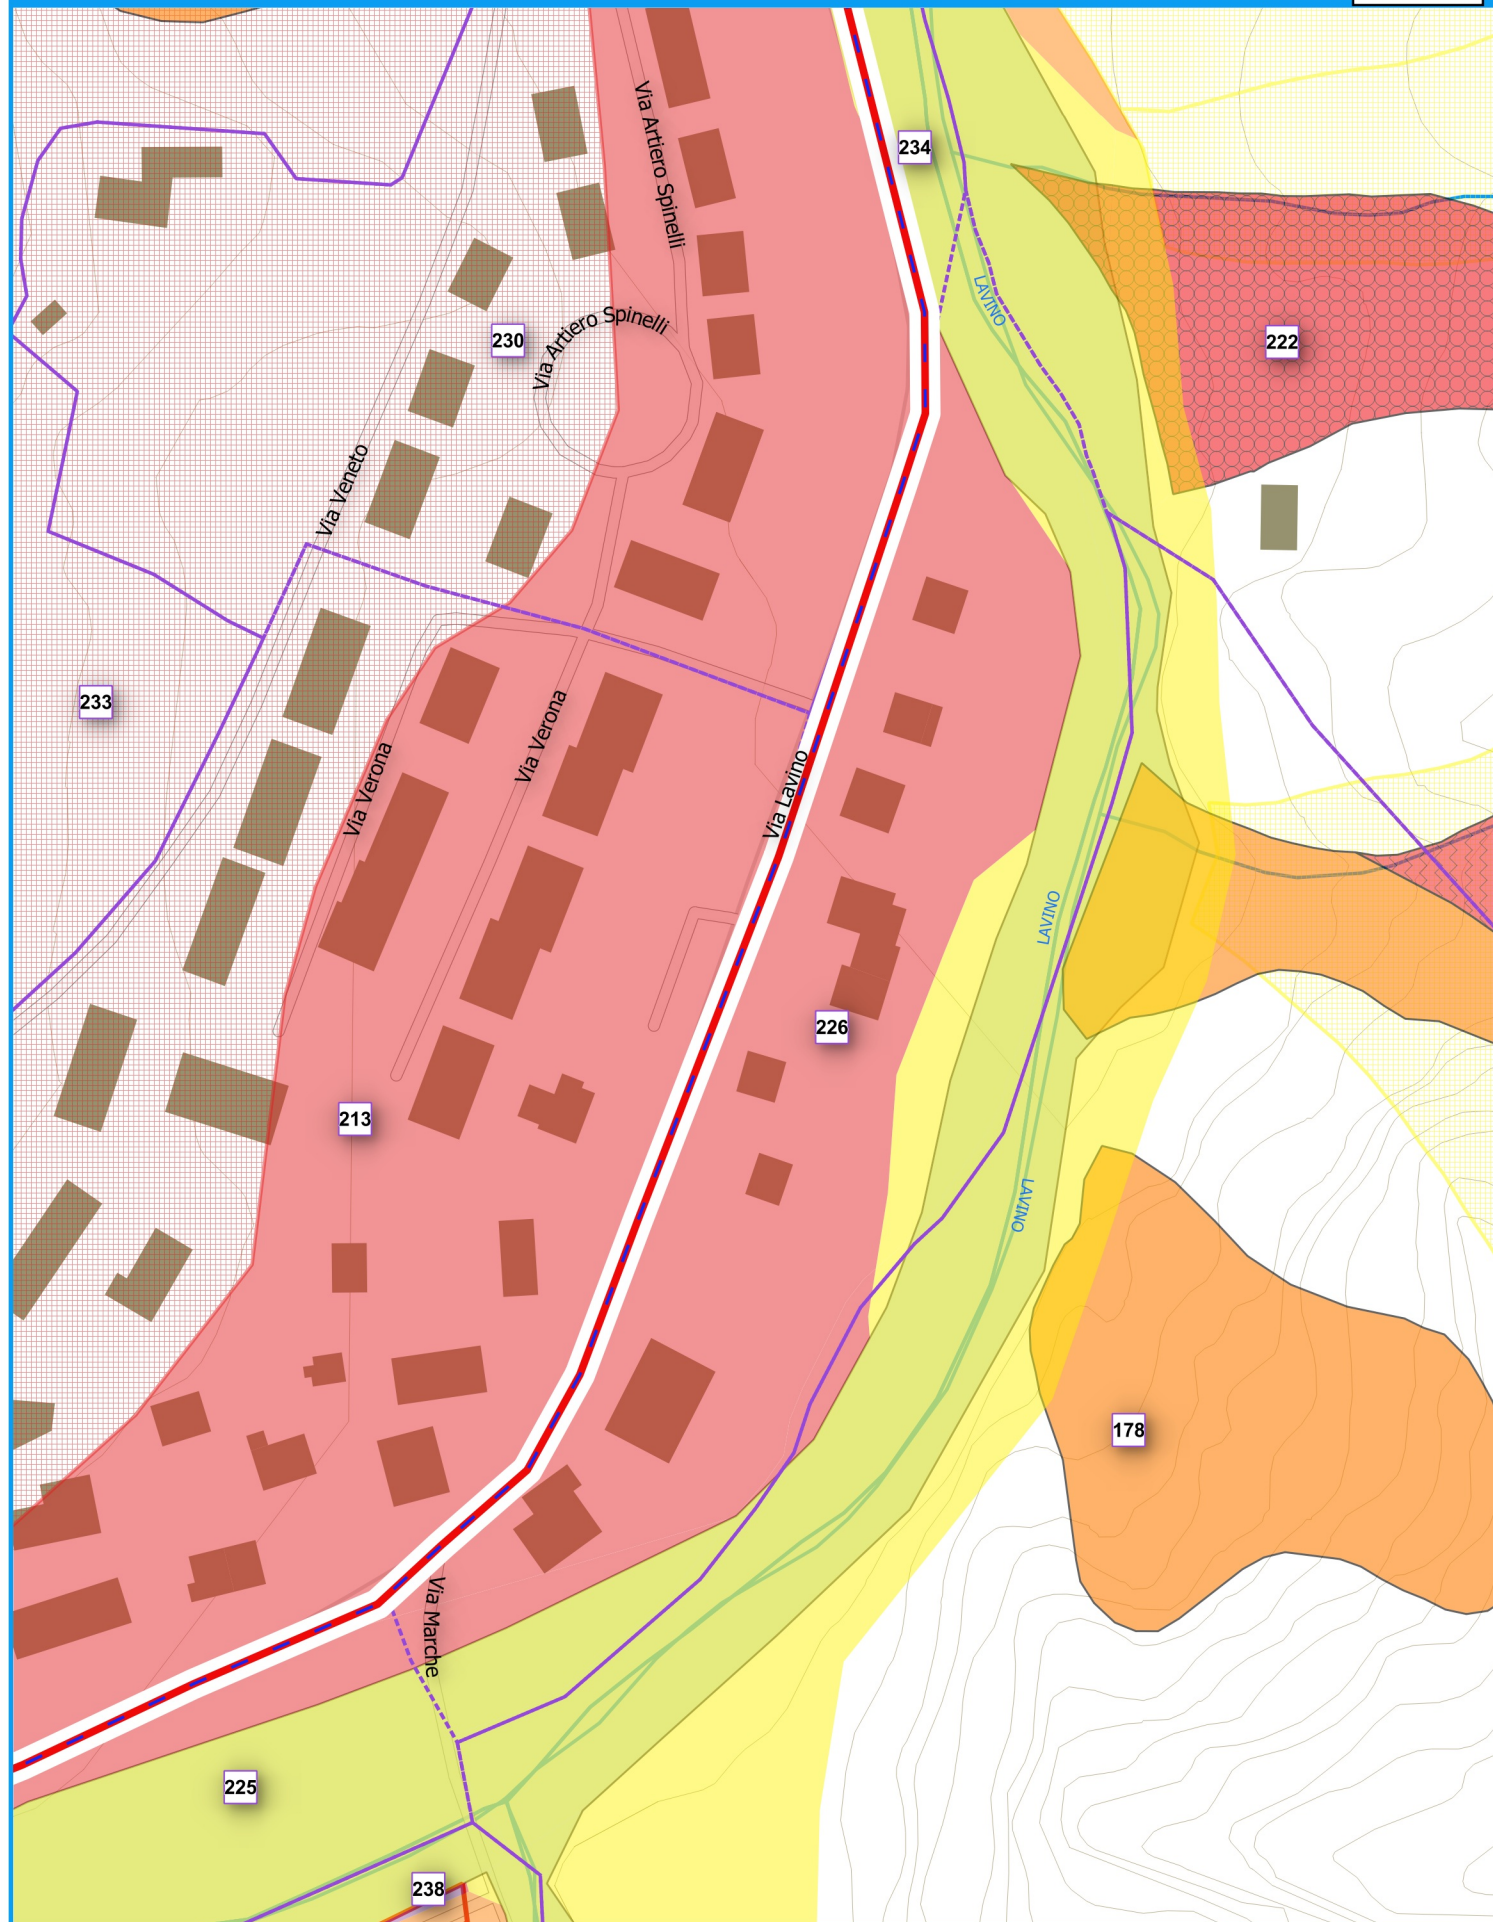 Via Artiero Spinelli
234
LAVINO
222
230
Via Artiero Spinelli
Via Veneto
233
Via Verona
Via Verona
Via Lavino
LAVINO
226
213
LAVINO
178
Via Marche
225
238